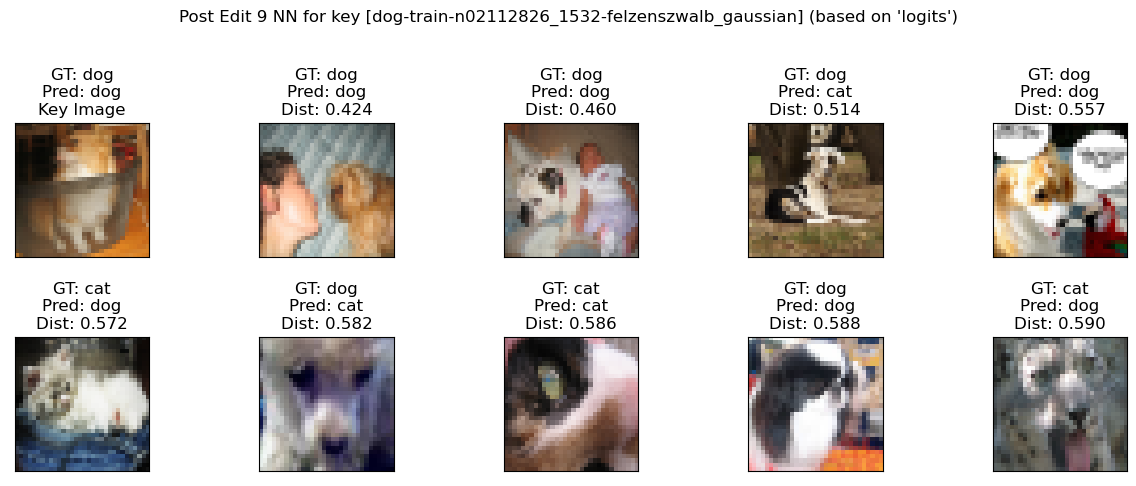 Post Edit 9 NN for key [dog-train-n02112826_1532-felzenszwalb_gaussian] (based on 'logits')
GT: dog
Pred: dog
Key Image
GT: dog
Pred: dog
Dist: 0.424
GT: dog
Pred: dog
Dist: 0.460
GT: dog
Pred: cat
Dist: 0.514
GT: dog
Pred: dog
Dist: 0.557
GT: cat
Pred: dog
Dist: 0.572
GT: dog
Pred: cat
Dist: 0.582
GT: cat
Pred: cat
Dist: 0.586
GT: dog
Pred: dog
Dist: 0.588
GT: cat
Pred: dog
Dist: 0.590